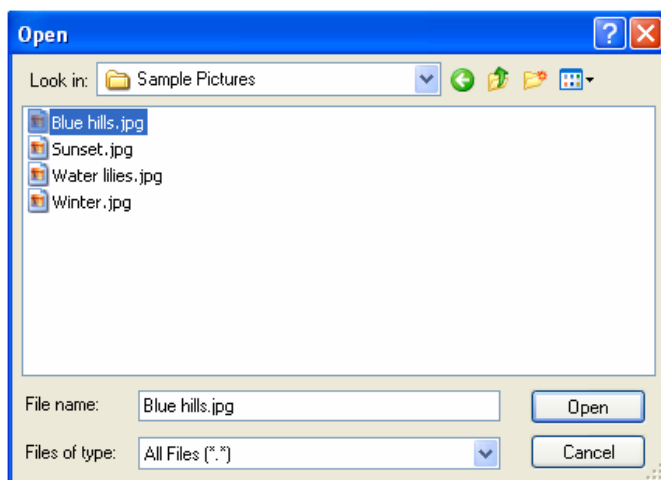 Open
Look in: Sample Pictures
Blue hills.jpg
Sunset.jpg
Water lilies.jpg
Winter.jpg
File name: Blue hills.jpg Open
Files of type: All Files (*.*) Cancel